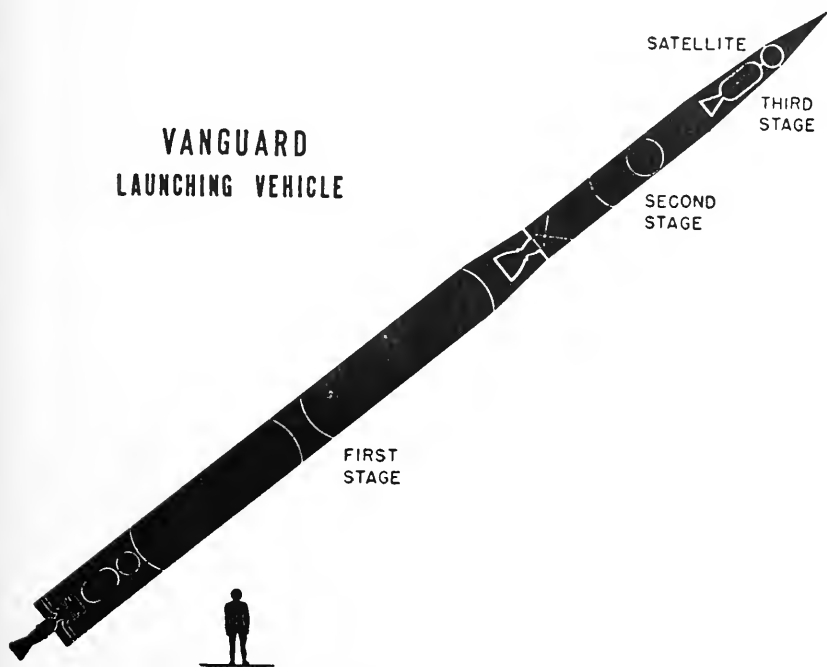 VANGUARD
LAUNCHING VEHICLE
SATELLITE
THIRD
STAGE
SECOND
STAGE
FIRST
STAGE